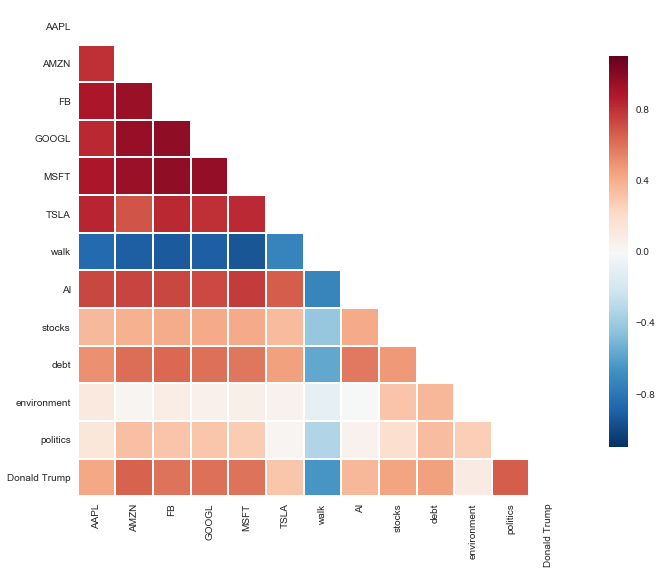 AAPL
AMZN
FB
GOOGL
MSFT
TSLA
walk
AI
stocks
debt
environment
politics
Donald Trump
AAPL
AMZN
FB
GOOGL
MSFT
TSLA
walk
AI
stocks
debt
environment
politics
Donald Trump
0.8
0.4
0.0
−0.4
−0.8